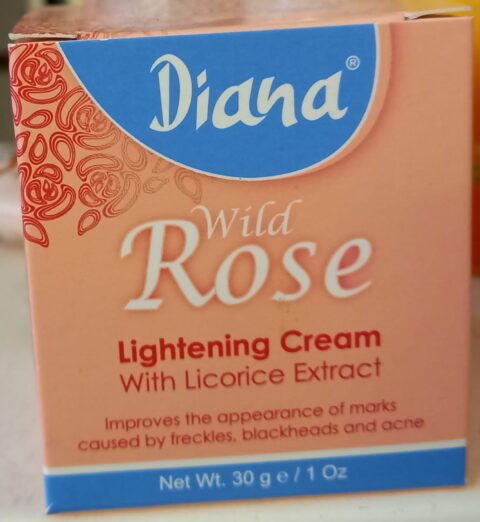 Diana®
Wild
Rose
Lightening Cream
With Licorice Extract
Improves the appearance of marks
caused by freckles, blackheads and acne
Net Wt. 30 g e / 1 Oz